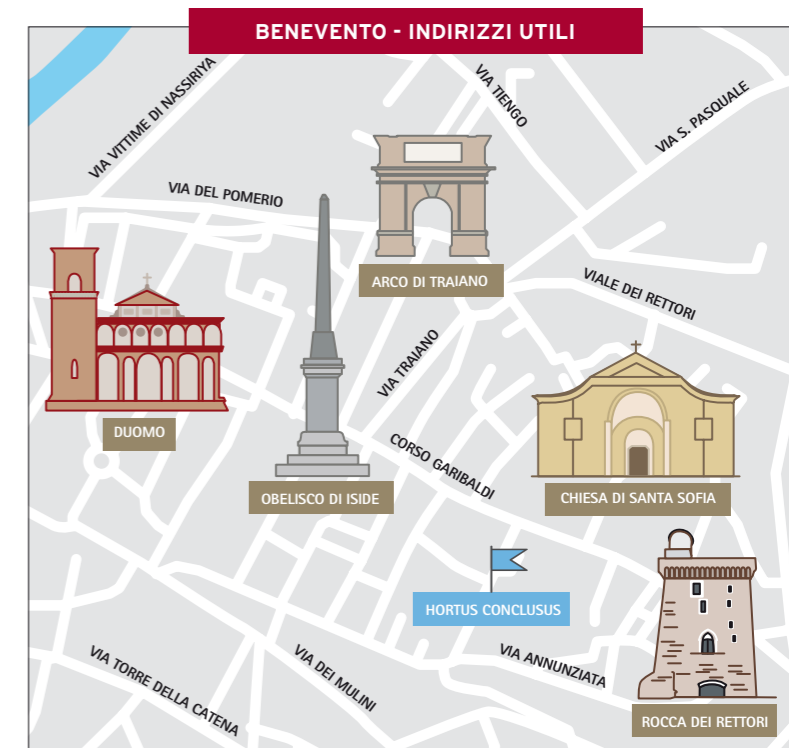 BENEVENTO - INDIRIZZI UTILI
VIA VITTIME DI NASSIRIYA
VIA TIENGO
VIA S. PASQUALE
VIA DEL POMERIO
ARCO DI TRAIANO
VIALE DEI RETTORI
VIA TRAIANO
DUOMO
CORSO GARIBALDI
OBELISCO DI ISIDE
CHIESA DI SANTA SOFIA
HORTUS CONCLUSUS
VIA TORRE DELLA CATENA
VIA DEI MULINI
VIA ANNUNZIATA
ROCCA DEI RETTORI